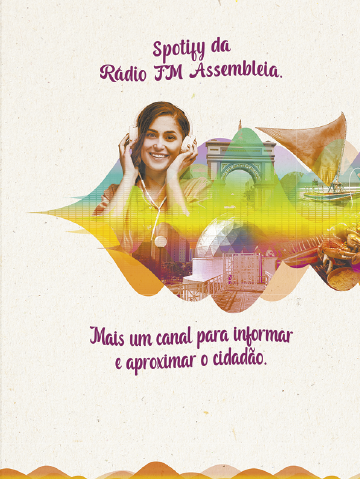 Spotify da
Rádio FM Assembleia.
Mais um canal para informar
e aproximar o cidadão.